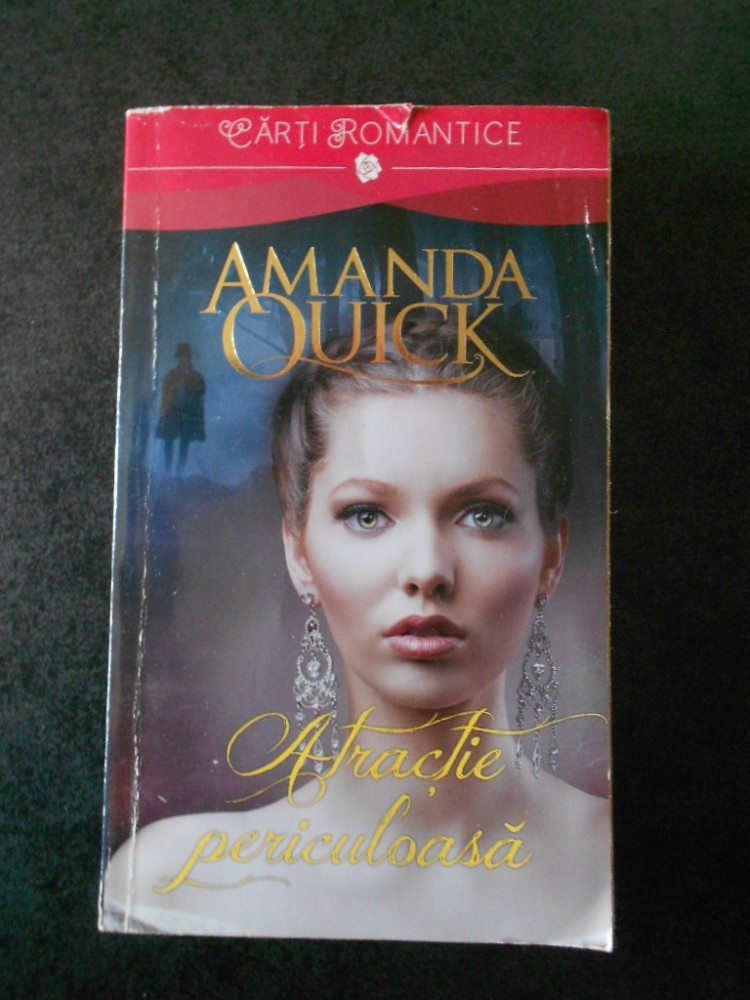 CĂRȚI ROMANTICE
AMANDA
QUICK
Atracție
periculoasă